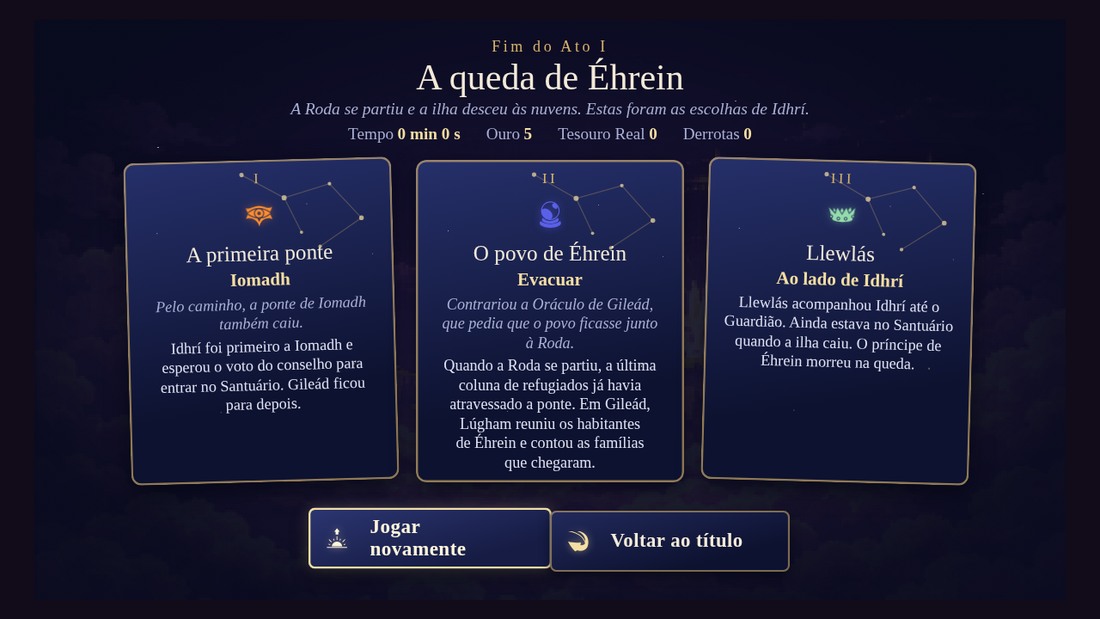 Fim do Ato I
A queda de Éhrein
A Roda se partiu e a ilha desceu às nuvens. Estas foram as escolhas de Idhrí.
Tempo 0 min 0 s Ouro 5 Tesouro Real 0 Derrotas 0
I
A primeira ponte
Iomadh
Pelo caminho, a ponte de Iomadh
também caiu.
Idhrí foi primeiro a Iomadh e
esperou o voto do conselho para
entrar no Santuário. Gileád ficou
para depois.
II
O povo de Éhrein
Evacuar
Contrariou a Oráculo de Gileád,
que pedia que o povo ficasse junto
à Roda.
Quando a Roda se partiu, a última
coluna de refugiados já havia
atravessado a ponte. Em Gileád,
Lúgham reuniu os habitantes
de Éhrein e contou as famílias
que chegaram.
III
Llewlás
Ao lado de Idhrí
Llewlás acompanhou Idhrí até o
Guardião. Ainda estava no Santuário
quando a ilha caiu. O príncipe de
Éhrein morreu na queda.
Jogar
novamente
Voltar ao título